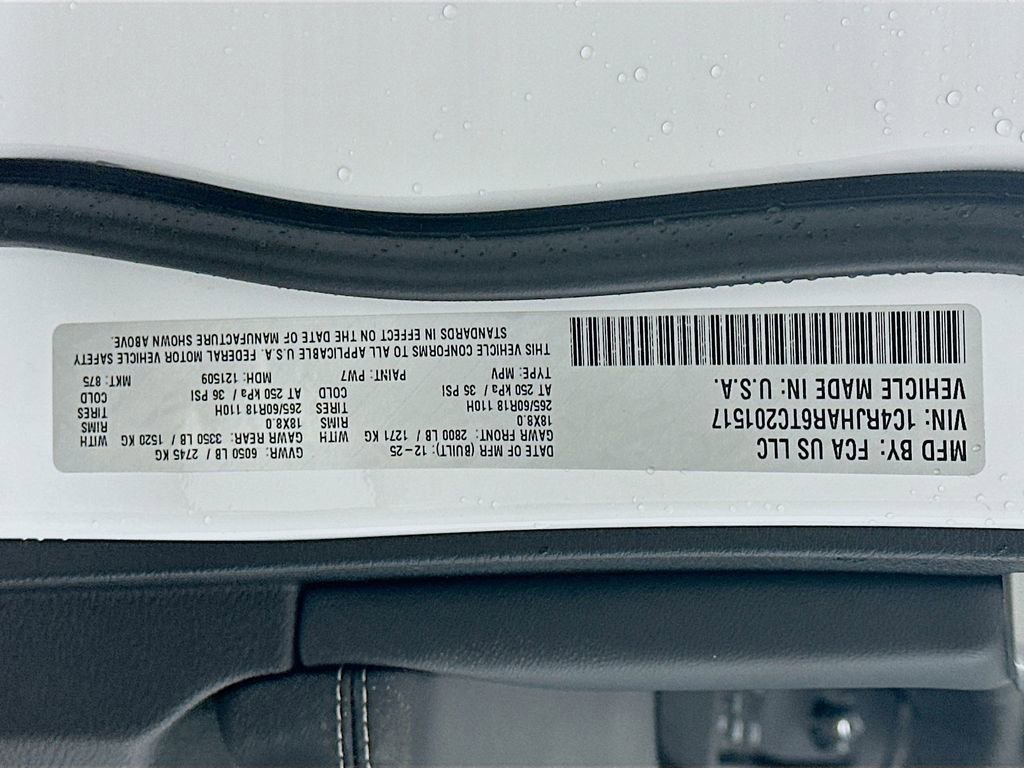 MFD BY: FCA US LLC
VIN: 1C4RJHAR6TC201517
VEHICLE MADE IN: U.S.A.
DATE OF MFR (BUILT): 12-25 GVWR: 6050 LB / 2745 KG
GAWR FRONT: 2800 LB / 1271 KG WITH GAWR REAR: 3350 LB / 1520 KG WITH
18X8.0 RIMS 18X8.0 RIMS
265/60R18 110H TIRES 265/60R18 110H TIRES
AT 250 kPa / 36 PSI COLD AT 250 kPa / 36 PSI COLD
TYPE: MPV PAINT: PW7 MDH: 121509 MKT: 875
THIS VEHICLE CONFORMS TO ALL APPLICABLE U.S.A. FEDERAL MOTOR VEHICLE SAFETY
STANDARDS IN EFFECT ON THE DATE OF MANUFACTURE SHOWN ABOVE.